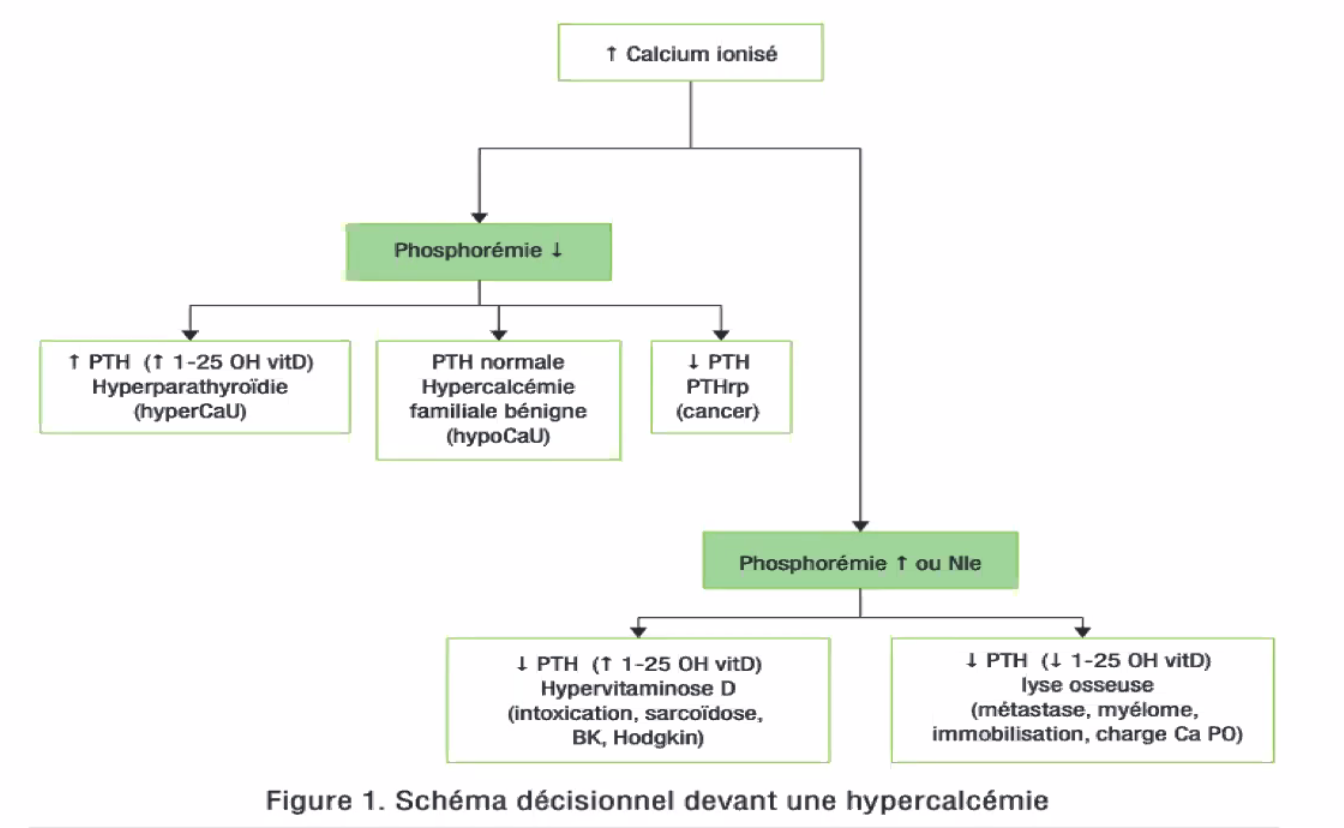 ↑ Calcium ionisé
Phosphorémie ↓
↑ PTH (↑ 1-25 OH vitD)
Hyperparathyroïdie
(hyperCaU)
PTH normale
Hypercalcémie
familiale bénigne
(hypoCaU)
↓ PTH
PTHrp
(cancer)
Phosphorémie ↑ ou Nle
↓ PTH (↑ 1-25 OH vitD)
Hypervitaminose D
(intoxication, sarcoïdose,
BK, Hodgkin)
↓ PTH (↓ 1-25 OH vitD)
lyse osseuse
(métastase, myélome,
immobilisation, charge Ca PO)
Figure 1. Schéma décisionnel devant une hypercalcémie